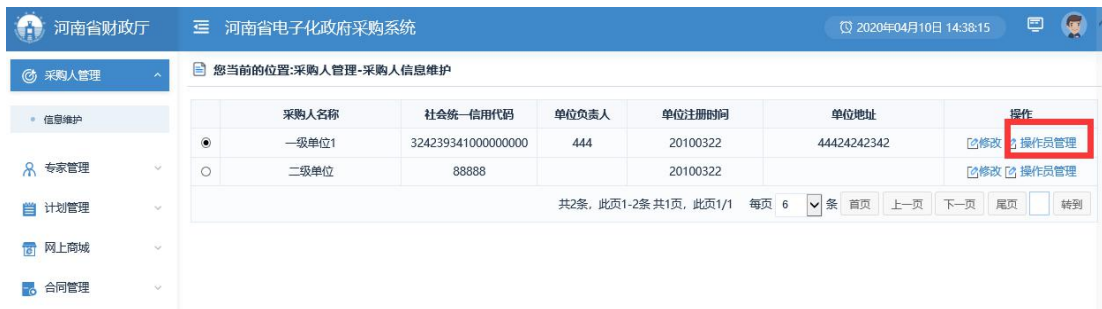 河南省财政厅 河南省电子化政府采购系统 2020年04月10日 14:38:15
采购人管理
您当前的位置:采购人管理-采购人信息维护
信息维护
采购人名称 社会统一信用代码 单位负责人 单位注册时间 单位地址 操作
一级单位1 324239341000000000 444 20100322 44424242342 修改 操作员管理
二级单位 88888 20100322 修改 操作员管理
共2条, 此页1-2条 共1页, 此页1/1 每页 6 条 首页 上一页 下一页 尾页 转到
专家管理
计划管理
网上商城
合同管理